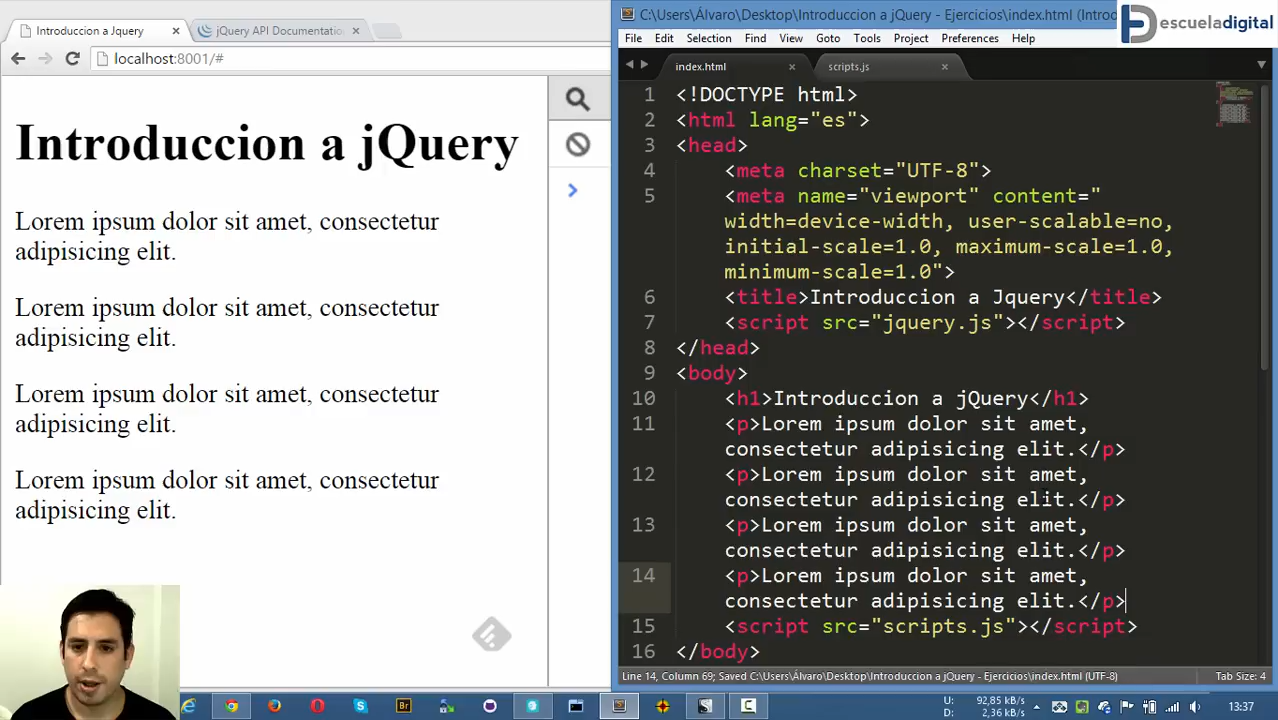 Introduccion a Jquery
jQuery API Documentatio
localhost:8001/#
Introduccion a jQuery
Lorem ipsum dolor sit amet, consectetur
adipisicing elit.
Lorem ipsum dolor sit amet, consectetur
adipisicing elit.
Lorem ipsum dolor sit amet, consectetur
adipisicing elit.
Lorem ipsum dolor sit amet, consectetur
adipisicing elit.
C:\Users\Álvaro\Desktop\Introduccion a jQuery - Ejercicios\index.html (Introd
escueladigital
File Edit Selection Find View Goto Tools Project Preferences Help
index.html scripts.js
1 <!DOCTYPE html>
2 <html lang="es">
3 <head>
4 <meta charset="UTF-8">
5 <meta name="viewport" content="
width=device-width, user-scalable=no,
initial-scale=1.0, maximum-scale=1.0,
minimum-scale=1.0">
6 <title>Introduccion a Jquery</title>
7 <script src="jquery.js"></script>
8 </head>
9 <body>
10 <h1>Introduccion a jQuery</h1>
11 <p>Lorem ipsum dolor sit amet,
consectetur adipisicing elit.</p>
12 <p>Lorem ipsum dolor sit amet,
consectetur adipisicing elit.</p>
13 <p>Lorem ipsum dolor sit amet,
consectetur adipisicing elit.</p>
14 <p>Lorem ipsum dolor sit amet,
consectetur adipisicing elit.</p>
15 <script src="scripts.js"></script>
16 </body>
Line 14, Column 69; Saved C:\Users\Álvaro\Desktop\Introduccion a jQuery - Ejercicios\index.html (UTF-8)
Tab Size: 4
U: 92,85 kB/s
D: 2,36 kB/s
13:37